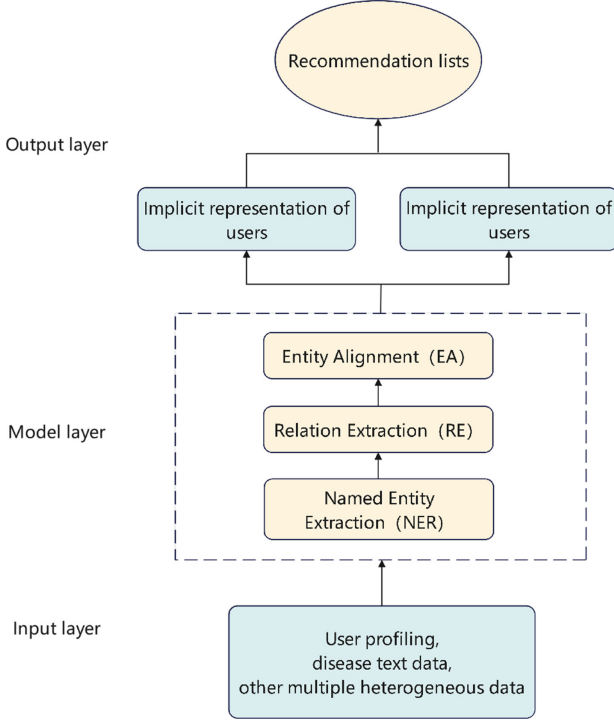 Recommendation lists
Output layer
Implicit representation of
users
Implicit representation of
users
Entity Alignment（EA）
Model layer
Relation Extraction（RE）
Named Entity
Extraction（NER）
Input layer
User profiling,
disease text data,
other multiple heterogeneous data